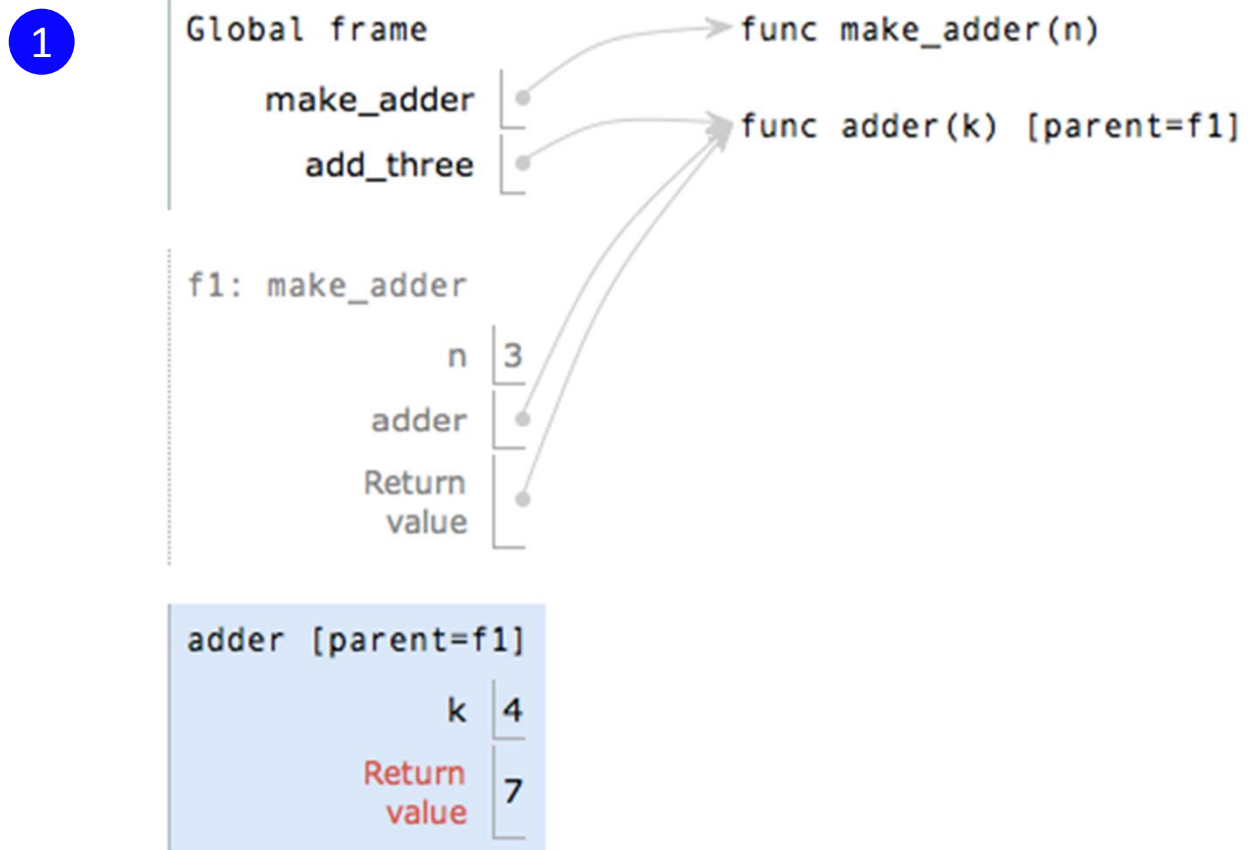 1
Global frame
func make_adder(n)
make_adder
func adder(k) [parent=f1]
add_three
f1: make_adder
n 3
adder
Return
value
adder [parent=f1]
k 4
Return
value 7